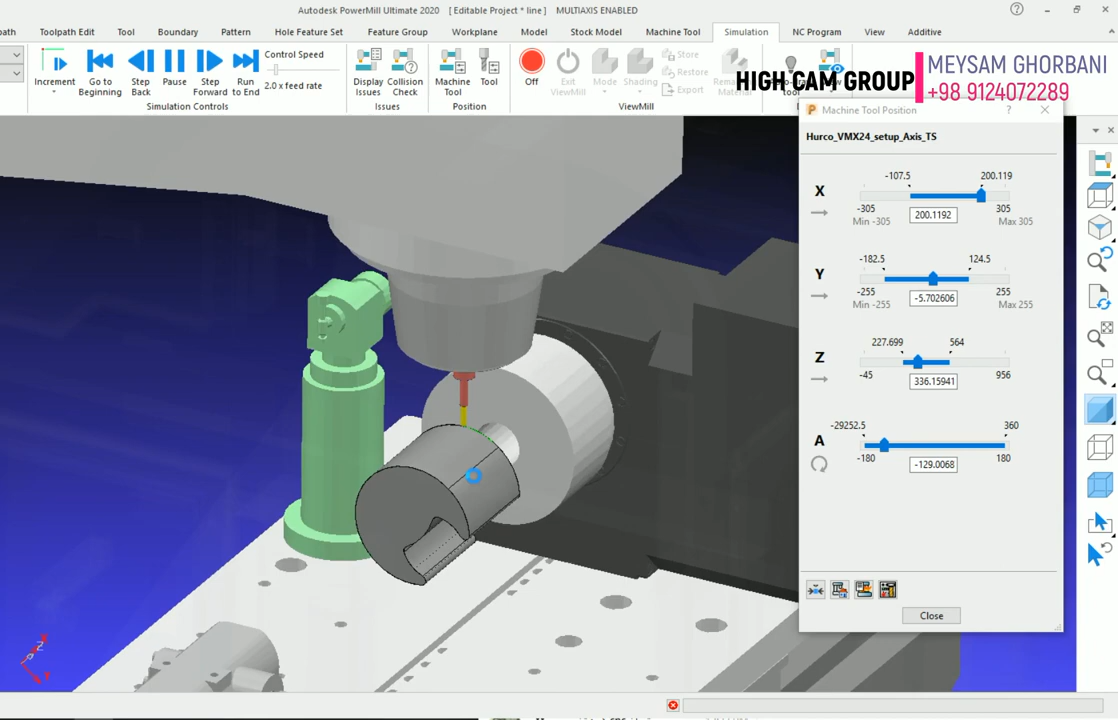 Autodesk PowerMill Ultimate 2020 [ Editable Project * line ] MULTIAXIS ENABLED
Toolpath Edit Tool Boundary Pattern Hole Feature Set Feature Group Workplane Model Stock Model Machine Tool Simulation NC Program View Additive
Increment
Go to Beginning
Step Back
Pause
Step Forward
Run to End
Control Speed
2.0 x feed rate
Simulation Controls
Display Issues
Collision Check
Issues
Machine Tool
Tool
Position
Off
Exit ViewMill
Mode
Shading
Store
Restore
Export
Material
ViewMill
HIGH CAM GROUP
MEYSAM GHORBANI
+98 9124072289
Machine Tool Position
Hurco_VMX24_setup_Axis_TS
-107.5 200.119
X
-305 305
Min -305 200.1192 Max 305
-182.5 124.5
Y
-255 255
Min -255 -5.702606 Max 255
227.699 564
Z
-45 956
336.15941
-29252.5 360
A
-180 180
-129.0068
Close